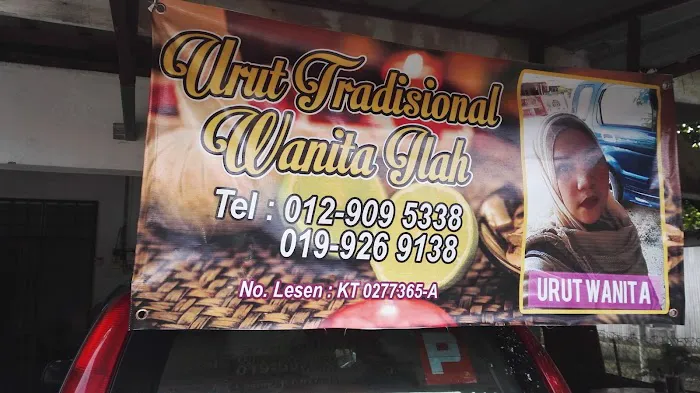 Urut Tradisional
Wanita Ilah
Tel : 012-909 5338
019-926 9138
No. Lesen : KT 0277365-A
URUT WANITA
P